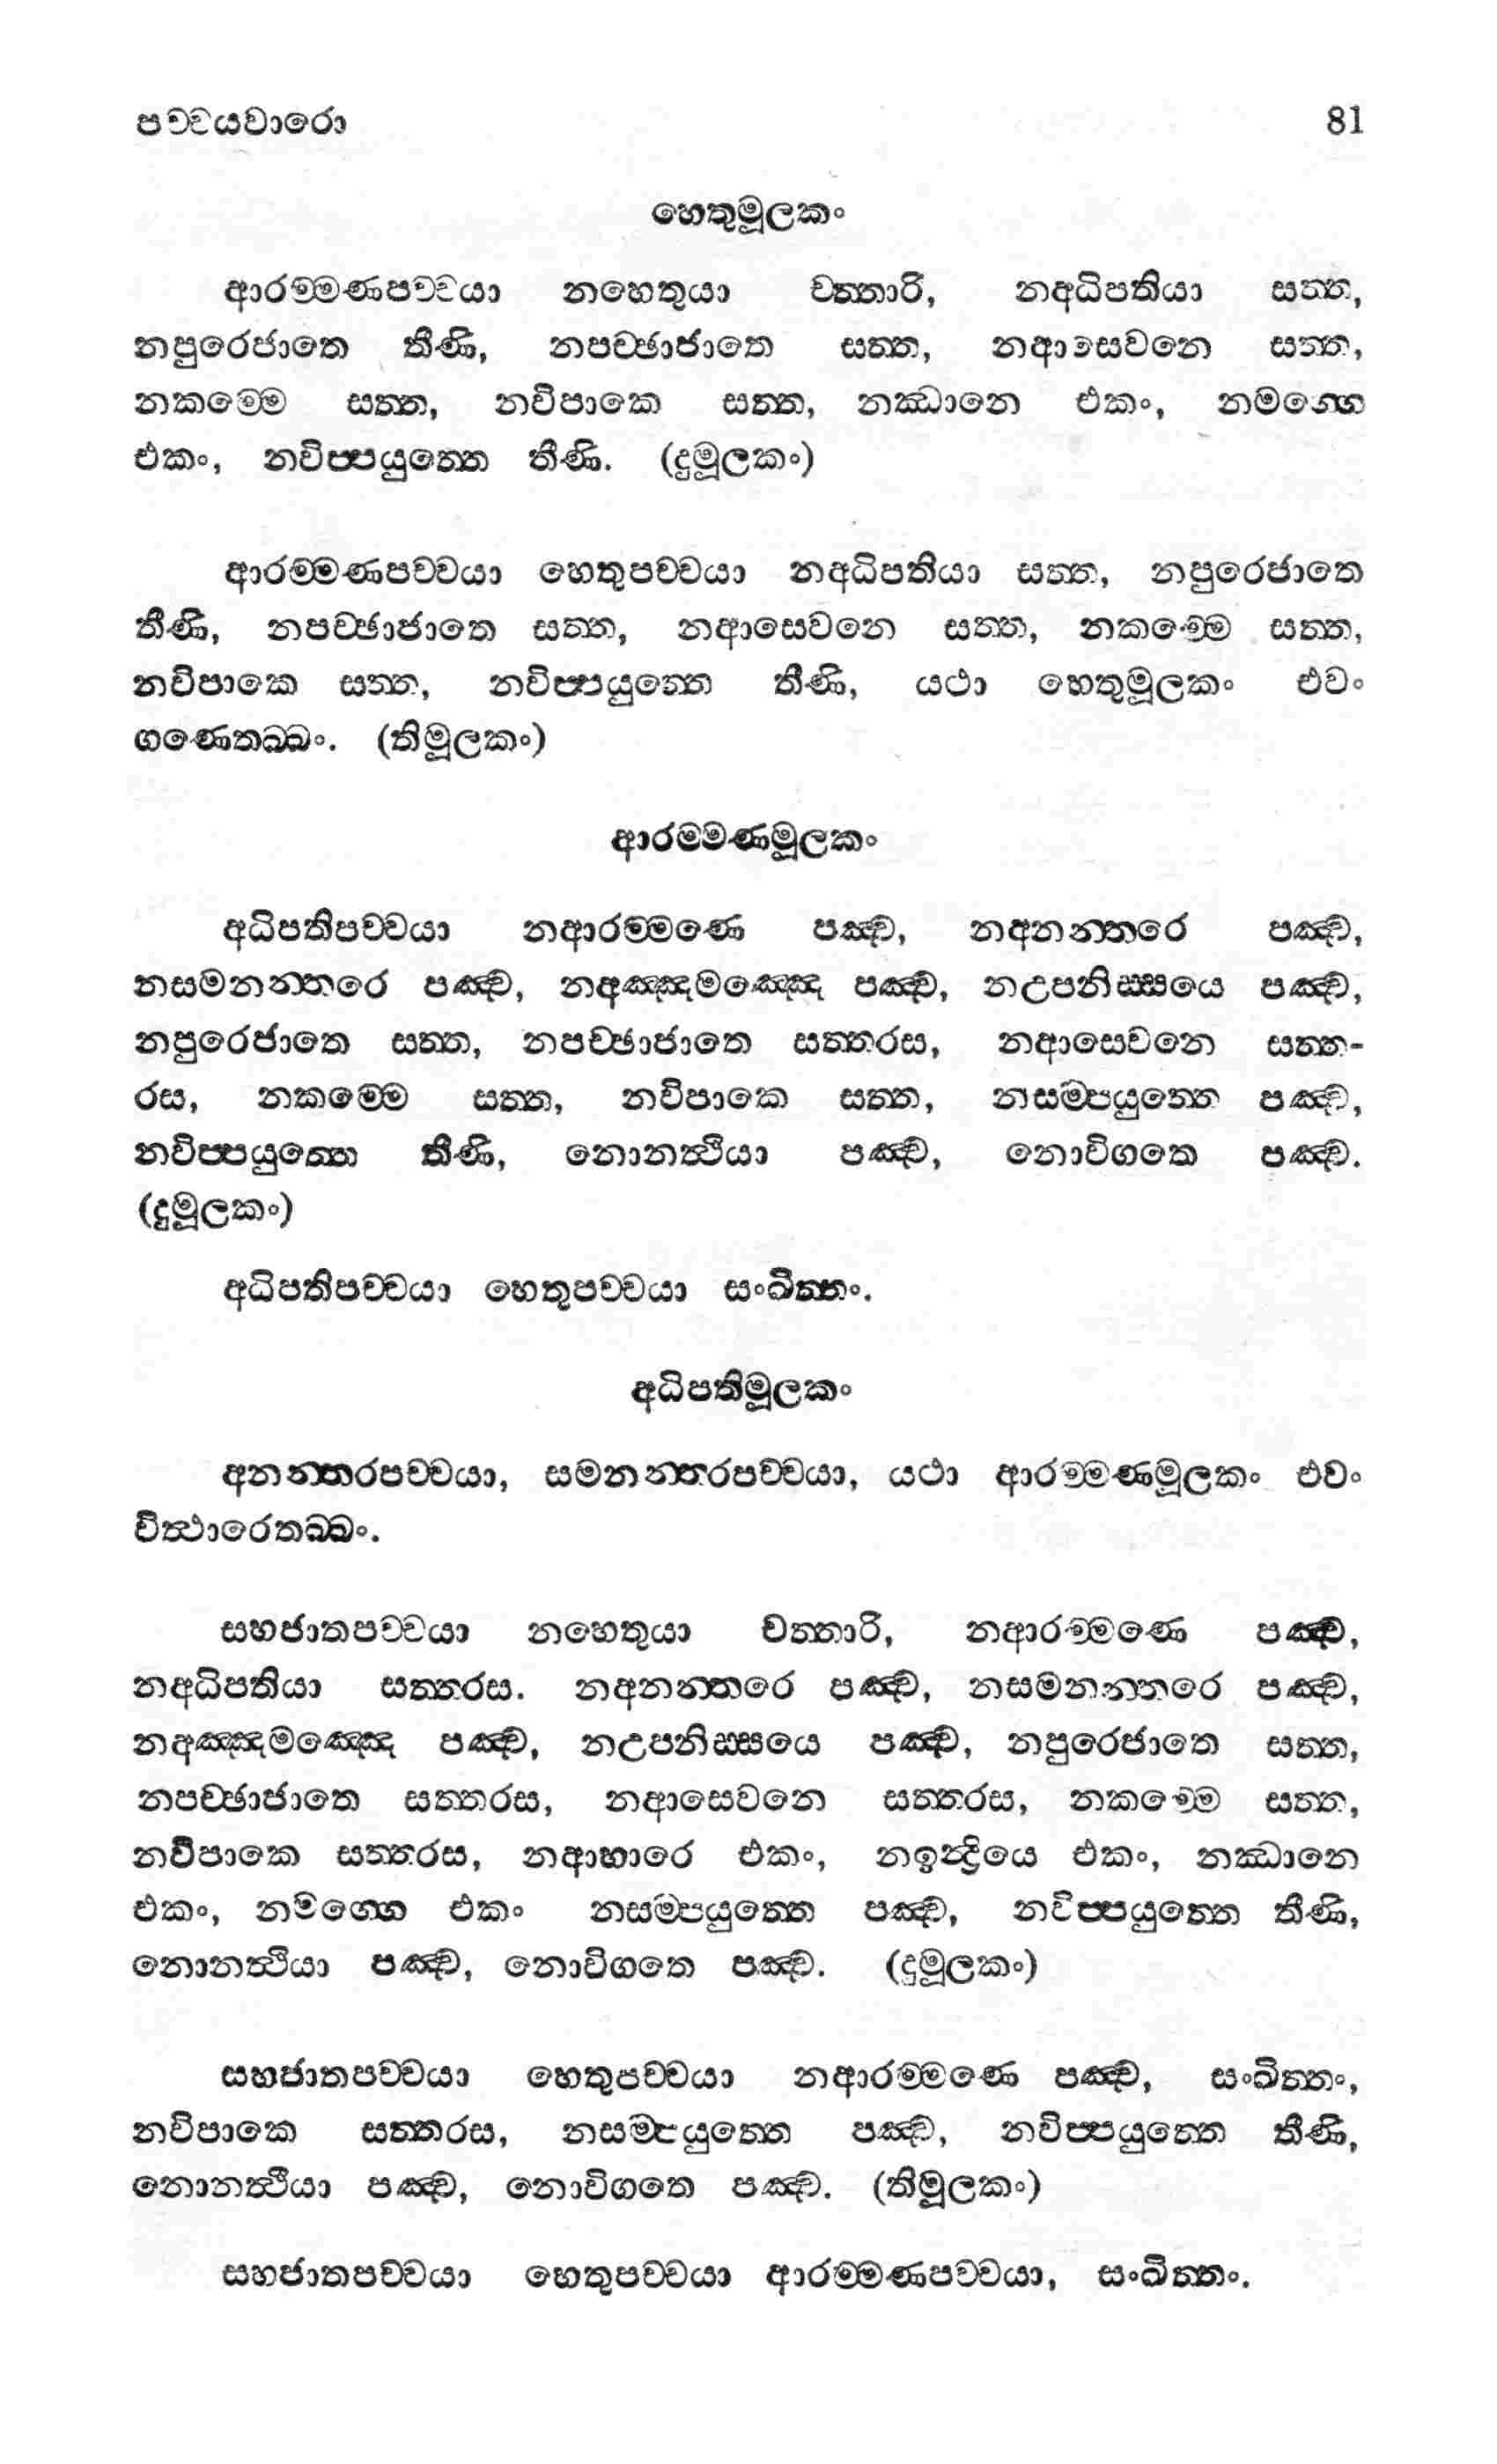 පච්චයවාරො 81
හෙතුමූලකං
ආරම්මණපච්චයා නහෙතුයා චත්තාරි, නඅධිපතියා සත්ත,
නපුරෙජාතෙ තීණි, නපච්ඡාජාතෙ සත්ත, නආසෙවනෙ සත්ත,
නකම්මෙ සත්ත, නවිපාකෙ සත්ත, නඣානෙ එකං, නමග්ගෙ
එකං, නවිප්පයුත්තෙ තීණි. (දුමූලකං)
ආරම්මණපච්චයා හෙතුපච්චයා නඅධිපතියා සත්ත, නපුරෙජාතෙ
තීණි, නපච්ඡාජාතෙ සත්ත, නආසෙවනෙ සත්ත, නකම්මෙ සත්ත,
නවිපාකෙ සත්ත, නවිප්පයුත්තෙ තීණි, යථා හෙතුමූලකං එවං
ගණෙතබ්බං. (තිමූලකං)
ආරම්මණමූලකං
අධිපතිපච්චයා නආරම්මණෙ පඤ්ච, නඅනන්තරෙ පඤ්ච,
නසමනන්තරෙ පඤ්ච, නඅඤ්ඤමඤ්ඤෙ පඤ්ච, නඋපනිස්සයෙ පඤ්ච,
නපුරෙජාතෙ සත්ත, නපච්ඡාජාතෙ සත්තරස, නආසෙවනෙ සත්ත-
රස, නකම්මෙ සත්ත, නවිපාකෙ සත්ත, නසම්පයුත්තෙ පඤ්ච,
නවිප්පයුත්තෙ තීණි, නොනත්ථියා පඤ්ච, නොවිගතෙ පඤ්ච.
(දුමූලකං)
අධිපතිපච්චයා හෙතුපච්චයා සංඛිත්තං.
අධිපතිමූලකං
අනන්තරපච්චයා, සමනන්තරපච්චයා, යථා ආරම්මණමූලකං එවං
විත්ථාරෙතබ්බං.
සහජාතපච්චයා නහෙතුයා චත්තාරි, නආරම්මණෙ පඤ්ච,
නඅධිපතියා සත්තරස. නඅනන්තරෙ පඤ්ච, නසමනන්තරෙ පඤ්ච,
නඅඤ්ඤමඤ්ඤෙ පඤ්ච, නඋපනිස්සයෙ පඤ්ච, නපුරෙජාතෙ සත්ත,
නපච්ඡාජාතෙ සත්තරස, නආසෙවනෙ සත්තරස, නකම්මෙ සත්ත,
නවිපාකෙ සත්තරස, නආහාරෙ එකං, නඉන්ද්‍රියෙ එකං, නඣානෙ
එකං, නමග්ගෙ එකං නසම්පයුත්තෙ පඤ්ච, නවිප්පයුත්තෙ තීණි,
නොනත්ථියා පඤ්ච, නොවිගතෙ පඤ්ච. (දුමූලකං)
සහජාතපච්චයා හෙතුපච්චයා නආරම්මණෙ පඤ්ච, සංඛිත්තං,
නවිපාකෙ සත්තරස, නසම්පයුත්තෙ පඤ්ච, නවිප්පයුත්තෙ තීණි,
නොනත්ථියා පඤ්ච, නොවිගතෙ පඤ්ච. (තිමූලකං)
සහජාතපච්චයා හෙතුපච්චයා ආරම්මණපච්චයා, සංඛිත්තං.